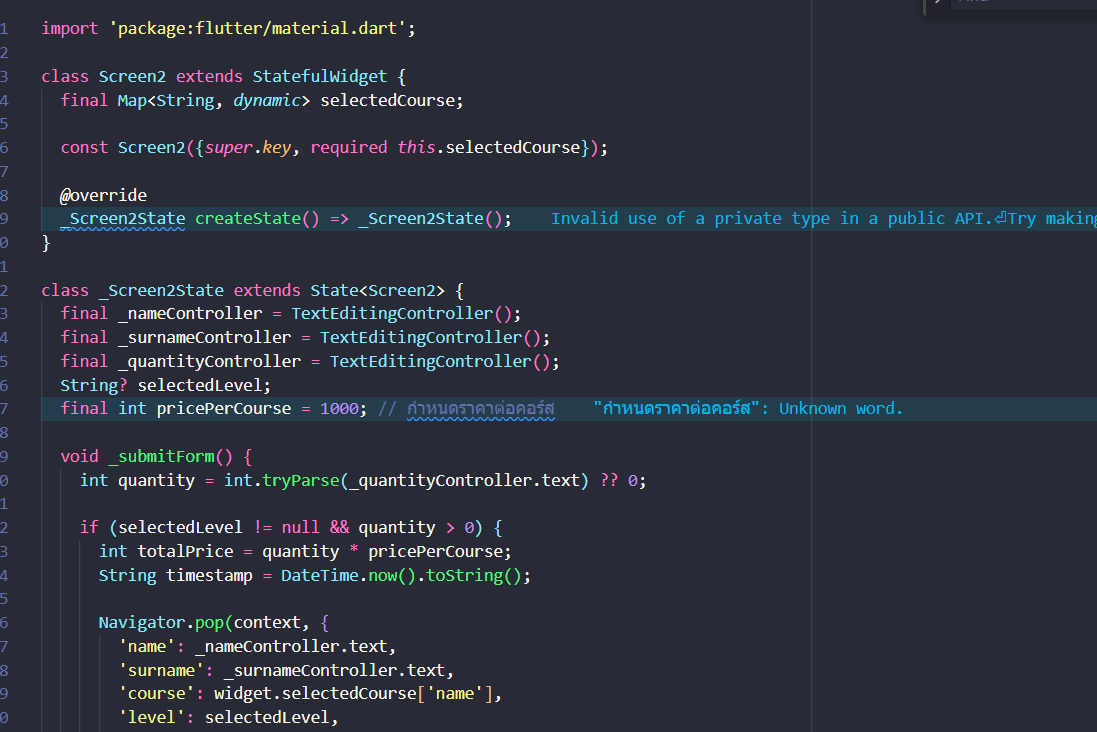 1 import 'package:flutter/material.dart';
2
3 class Screen2 extends StatefulWidget {
4 final Map<String, dynamic> selectedCourse;
5
6 const Screen2({super.key, required this.selectedCourse});
7
8 @override
9 _Screen2State createState() => _Screen2State(); Invalid use of a private type in a public API.⏎Try making
0 }
1
2 class _Screen2State extends State<Screen2> {
3 final _nameController = TextEditingController();
4 final _surnameController = TextEditingController();
5 final _quantityController = TextEditingController();
6 String? selectedLevel;
7 final int pricePerCourse = 1000; // กำหนดราคาต่อคอร์ส "กำหนดราคาต่อคอร์ส": Unknown word.
8
9 void _submitForm() {
0 int quantity = int.tryParse(_quantityController.text) ?? 0;
1
2 if (selectedLevel != null && quantity > 0) {
3 int totalPrice = quantity * pricePerCourse;
4 String timestamp = DateTime.now().toString();
5
6 Navigator.pop(context, {
7 'name': _nameController.text,
8 'surname': _surnameController.text,
9 'course': widget.selectedCourse['name'],
0 'level': selectedLevel,